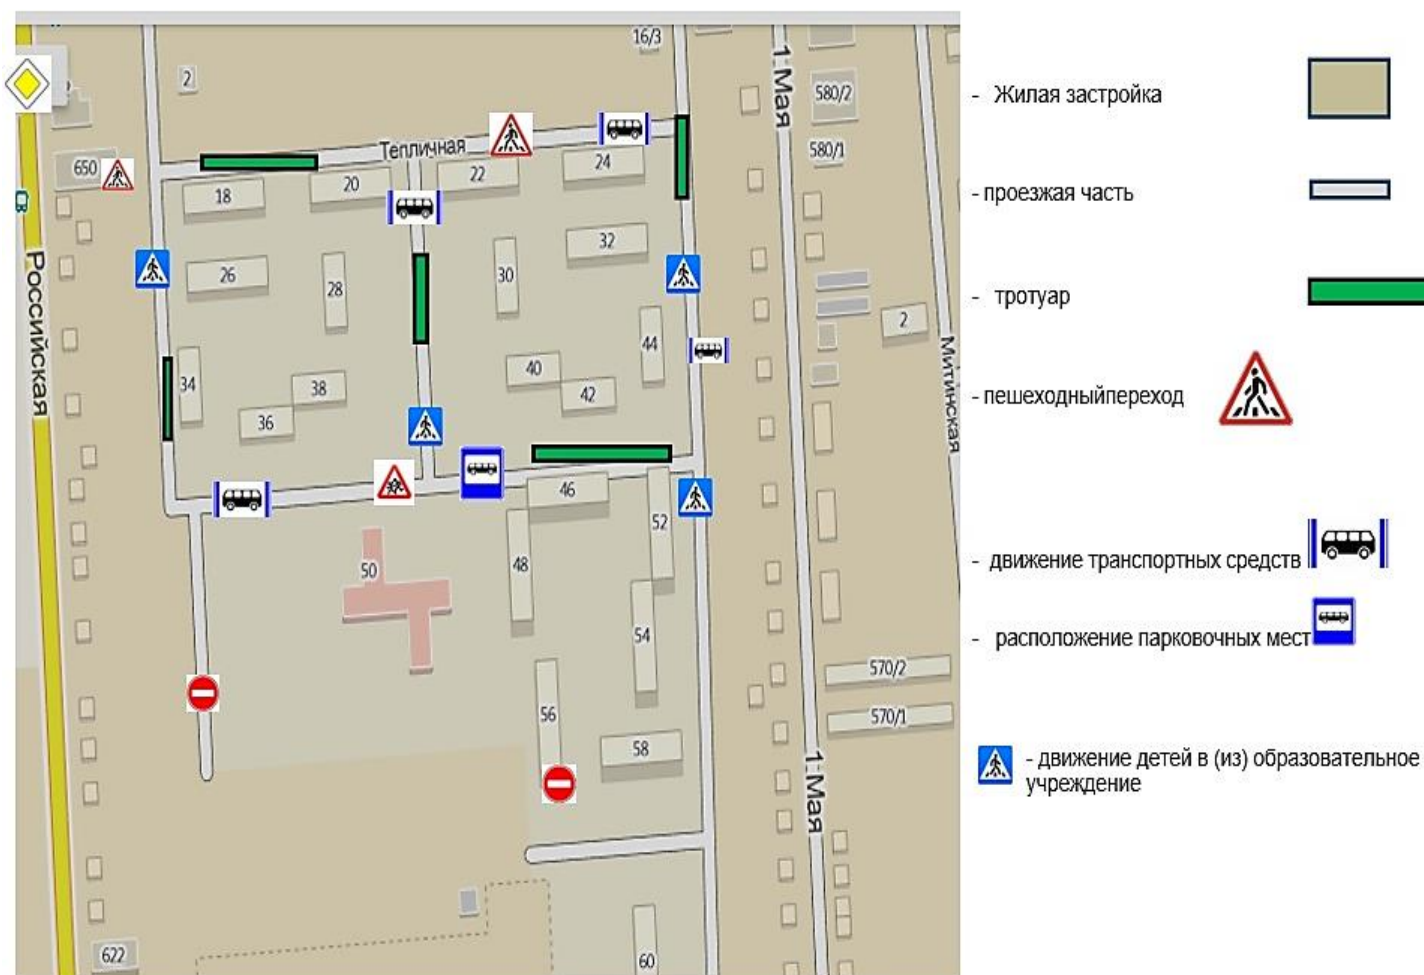 16/3
2
580/2
580/1
1 Мая
Тепличная
650
18
20
22
24
Российская
26
28
30
32
2
34
38
40
44
42
36
Митинская
46
52
48
50
54
570/2
56
570/1
58
1 Мая
622
60
- Жилая застройка
- проезжая часть
- тротуар
- пешеходныйпереход
- движение транспортных средств
- расположение парковочных мест
- движение детей в (из) образовательное
учреждение